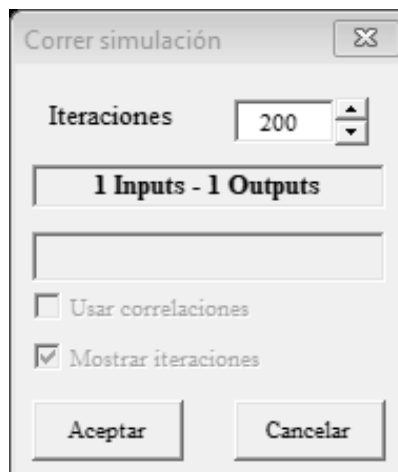 Correr simulación
Iteraciones 200
1 Inputs - 1 Outputs
Usar correlaciones
Mostrar iteraciones
Aceptar Cancelar